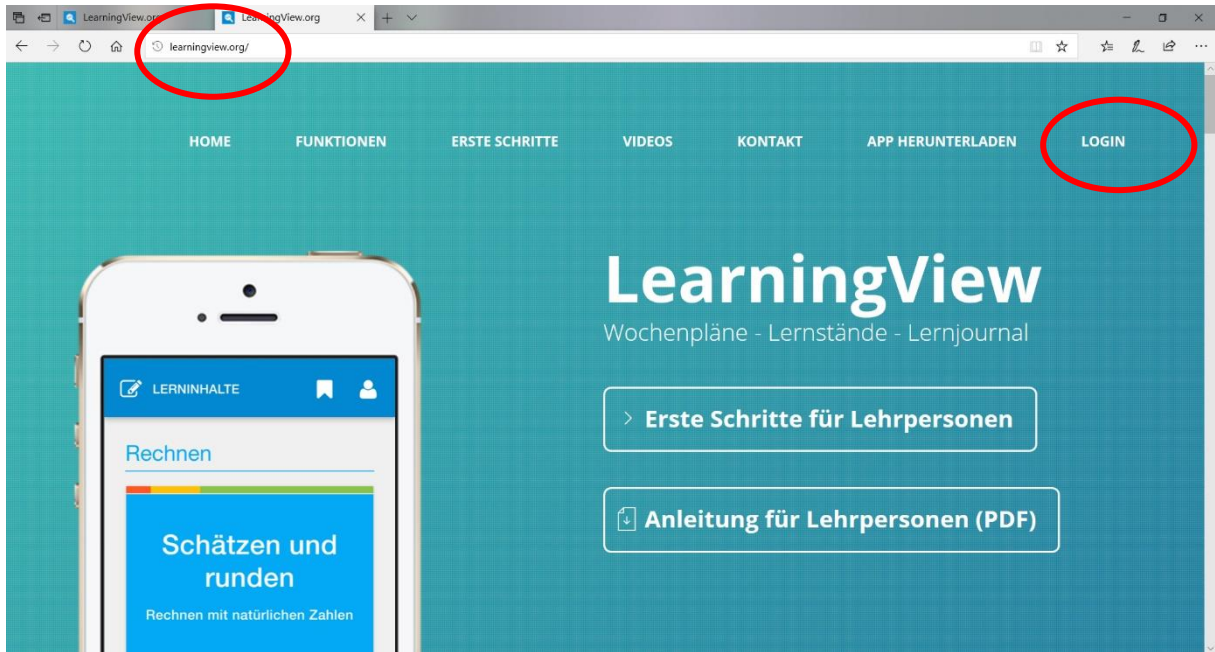 LearningView.org
LearningView.org
learningview.org/
HOME FUNKTIONEN ERSTE SCHRITTE VIDEOS KONTAKT APP HERUNTERLADEN LOGIN
LearningView
Wochenpläne - Lernstände - Lernjournal
Erste Schritte für Lehrpersonen
Anleitung für Lehrpersonen (PDF)
LERNINHALTE
Rechnen
Schätzen und
runden
Rechnen mit natürlichen Zahlen